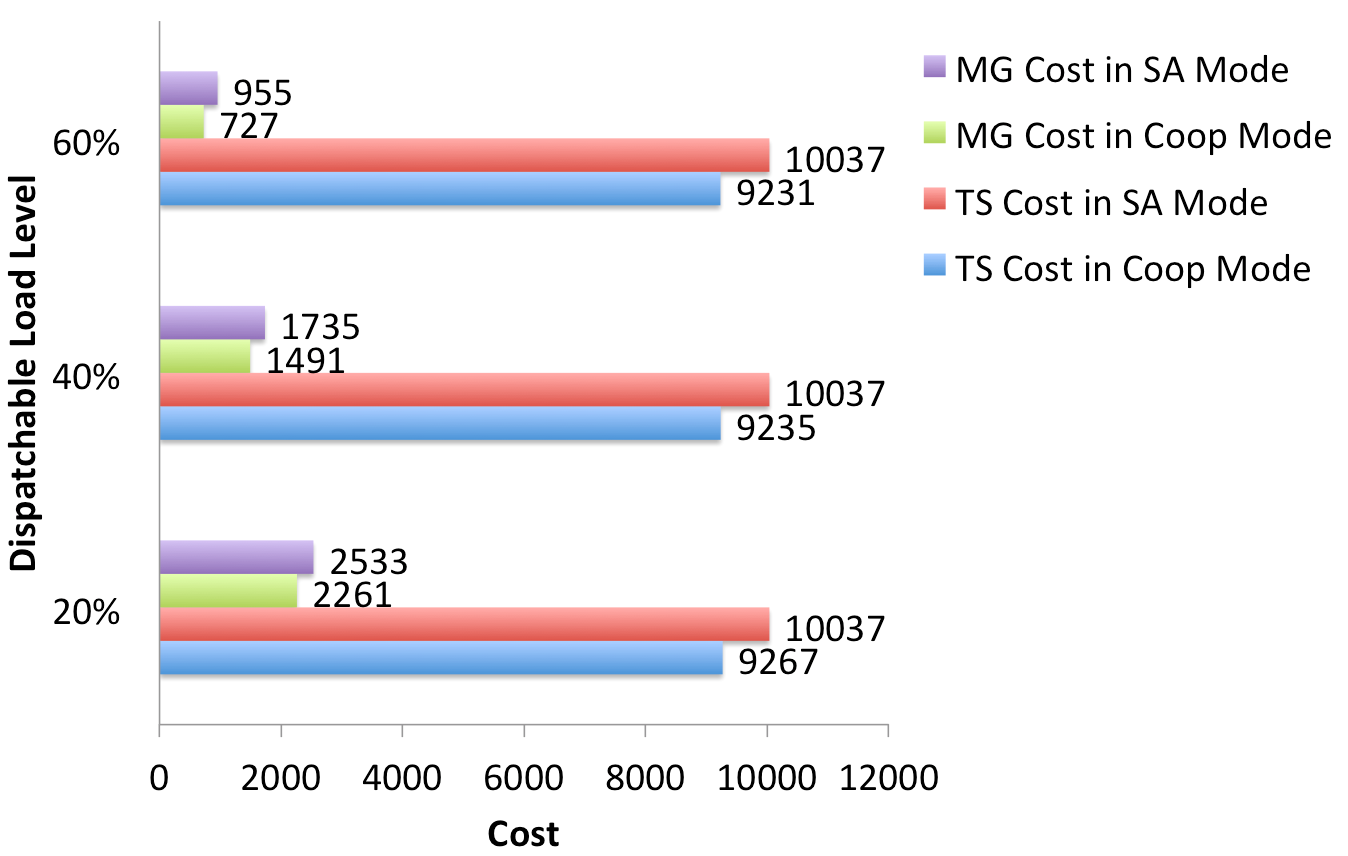 MG Cost in SA Mode
MG Cost in Coop Mode
TS Cost in SA Mode
TS Cost in Coop Mode
Dispatchable Load Level
60%
955
727
10037
9231
40%
1735
1491
10037
9235
20%
2533
2261
10037
9267
0 2000 4000 6000 8000 10000 12000
Cost